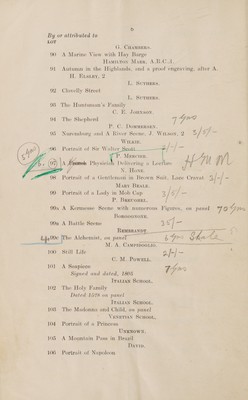 8
By or attributed to
LOT
G. CHAMBERS.
90 A Marine View with Hay Barge
HAMILTON MARR, A.R.C.A.
91 Autumn in the Highlands, and a proof engraving, after A.
H. ELSLEY, 2
L. SUTHERS.
92 Clovelly Street
L. SUTHERS.
93 The Huntsman's Family
C. E. JOHNSON.
94 The Shepherd
P. C. DOMMERSEN.
95 Nuremburg and A River Scene, J. WILSON, 2
WILKIE.
96 Portrait of Sir Walter Scott
P. MERCIER.
97 A Physician Delivering a Lecture
N. HONE
98 Portrait of a Gentleman in Brown Suit, Lace Cravat
MARY BEALE.
99 Portrait of a Lady in Mob Cap
P. BREUGHEL.
99a A Kermesse Scene with numerous Figures, on panel
BORGOGNONE.
99b A Battle Scene
REMBRANDT.
99c The Alchemist, on panel
M. A. CAMPIDOGLIO.
100 Still Life
C. M. POWELL.
101 A Seapiece
Signed and dated, 1803
ITALIAN SCHOOL.
102 The Holy Family
Dated 1578 on panel
ITALIAN SCHOOL.
103 The Madonna and Child, on panel
VENETIAN SCHOOL.
104 Portrait of a Princess
UNKNOWN.
105 A Mountain Pass in Brazil
DAVID.
106 Portrait of Napoleon